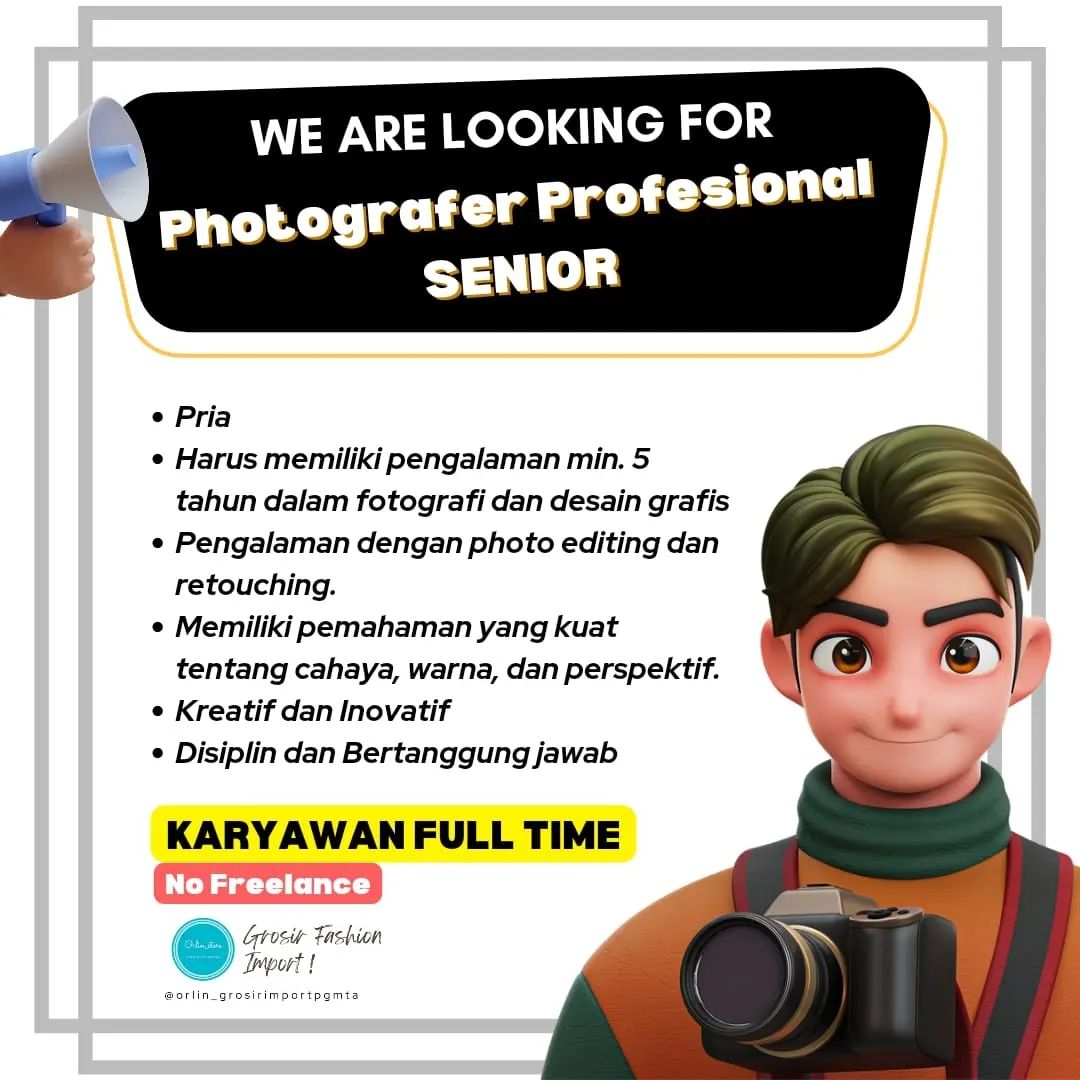 WE ARE LOOKING FOR
Photografer Profesional
SENIOR
• Pria
• Harus memiliki pengalaman min. 5
tahun dalam fotografi dan desain grafis
• Pengalaman dengan photo editing dan
retouching.
• Memiliki pemahaman yang kuat
tentang cahaya, warna, dan perspektif.
• Kreatif dan Inovatif
• Disiplin dan Bertanggung jawab
KARYAWAN FULL TIME
No Freelance
Orlin_store
Grosir Fashion
Import !
@orlin_grosirimportpgmta